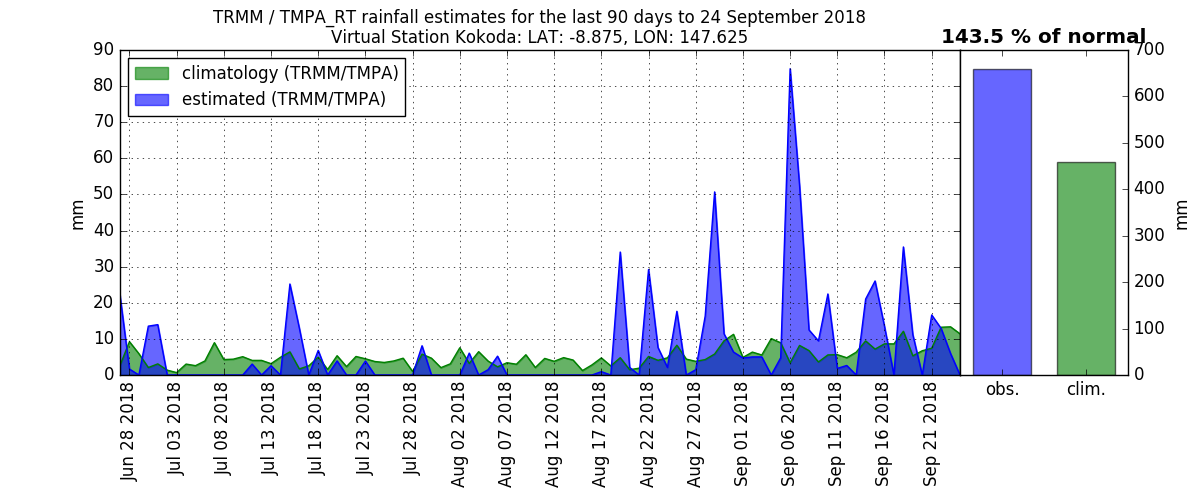 TRMM / TMPA_RT rainfall estimates for the last 90 days to 24 September 2018
Virtual Station Kokoda: LAT: -8.875, LON: 147.625
143.5 % of normal
climatology (TRMM/TMPA)
estimated (TRMM/TMPA)
90
80
70
60
50
40
30
20
10
0
mm
Jun 28 2018
Jul 03 2018
Jul 08 2018
Jul 13 2018
Jul 18 2018
Jul 23 2018
Jul 28 2018
Aug 02 2018
Aug 07 2018
Aug 12 2018
Aug 17 2018
Aug 22 2018
Aug 27 2018
Sep 01 2018
Sep 06 2018
Sep 11 2018
Sep 16 2018
Sep 21 2018
obs.
clim.
700
600
500
400
300
200
100
0
mm